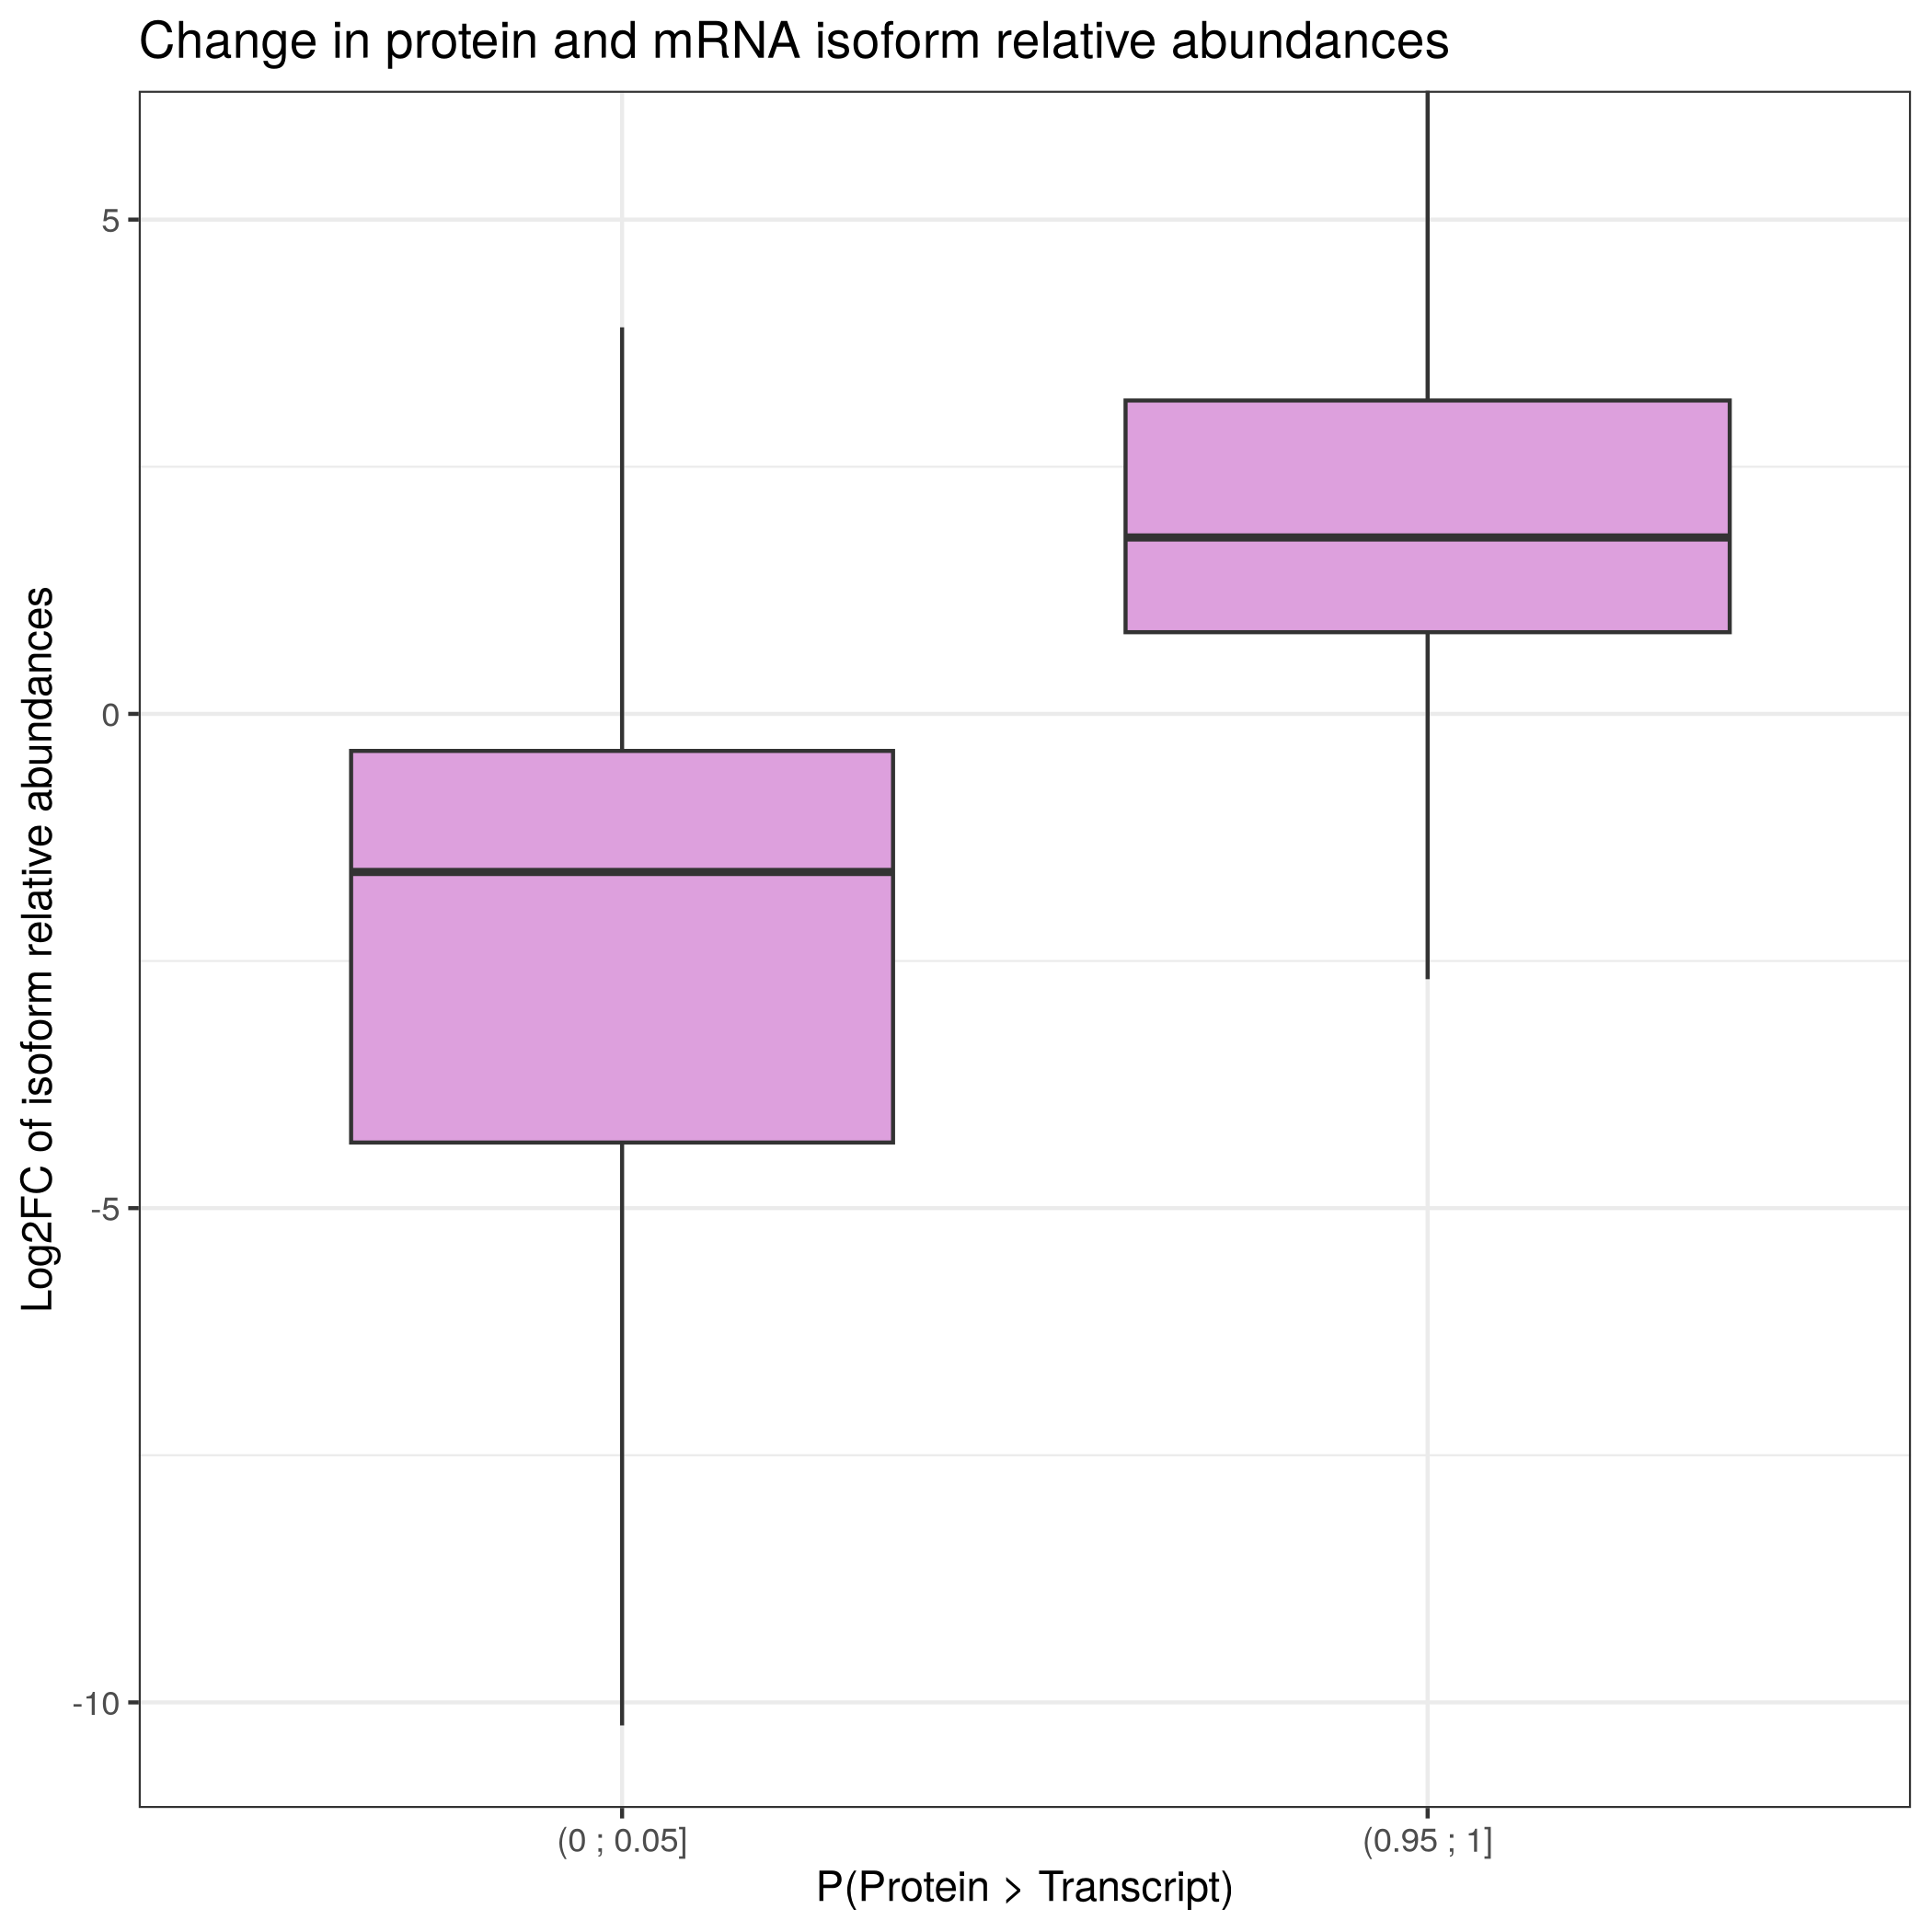 Change in protein and mRNA isoform relative abundances
Log2FC of isoform relative abundances
5
0
-5
-10
(0 ; 0.05]
(0.95 ; 1]
P(Protein > Transcript)